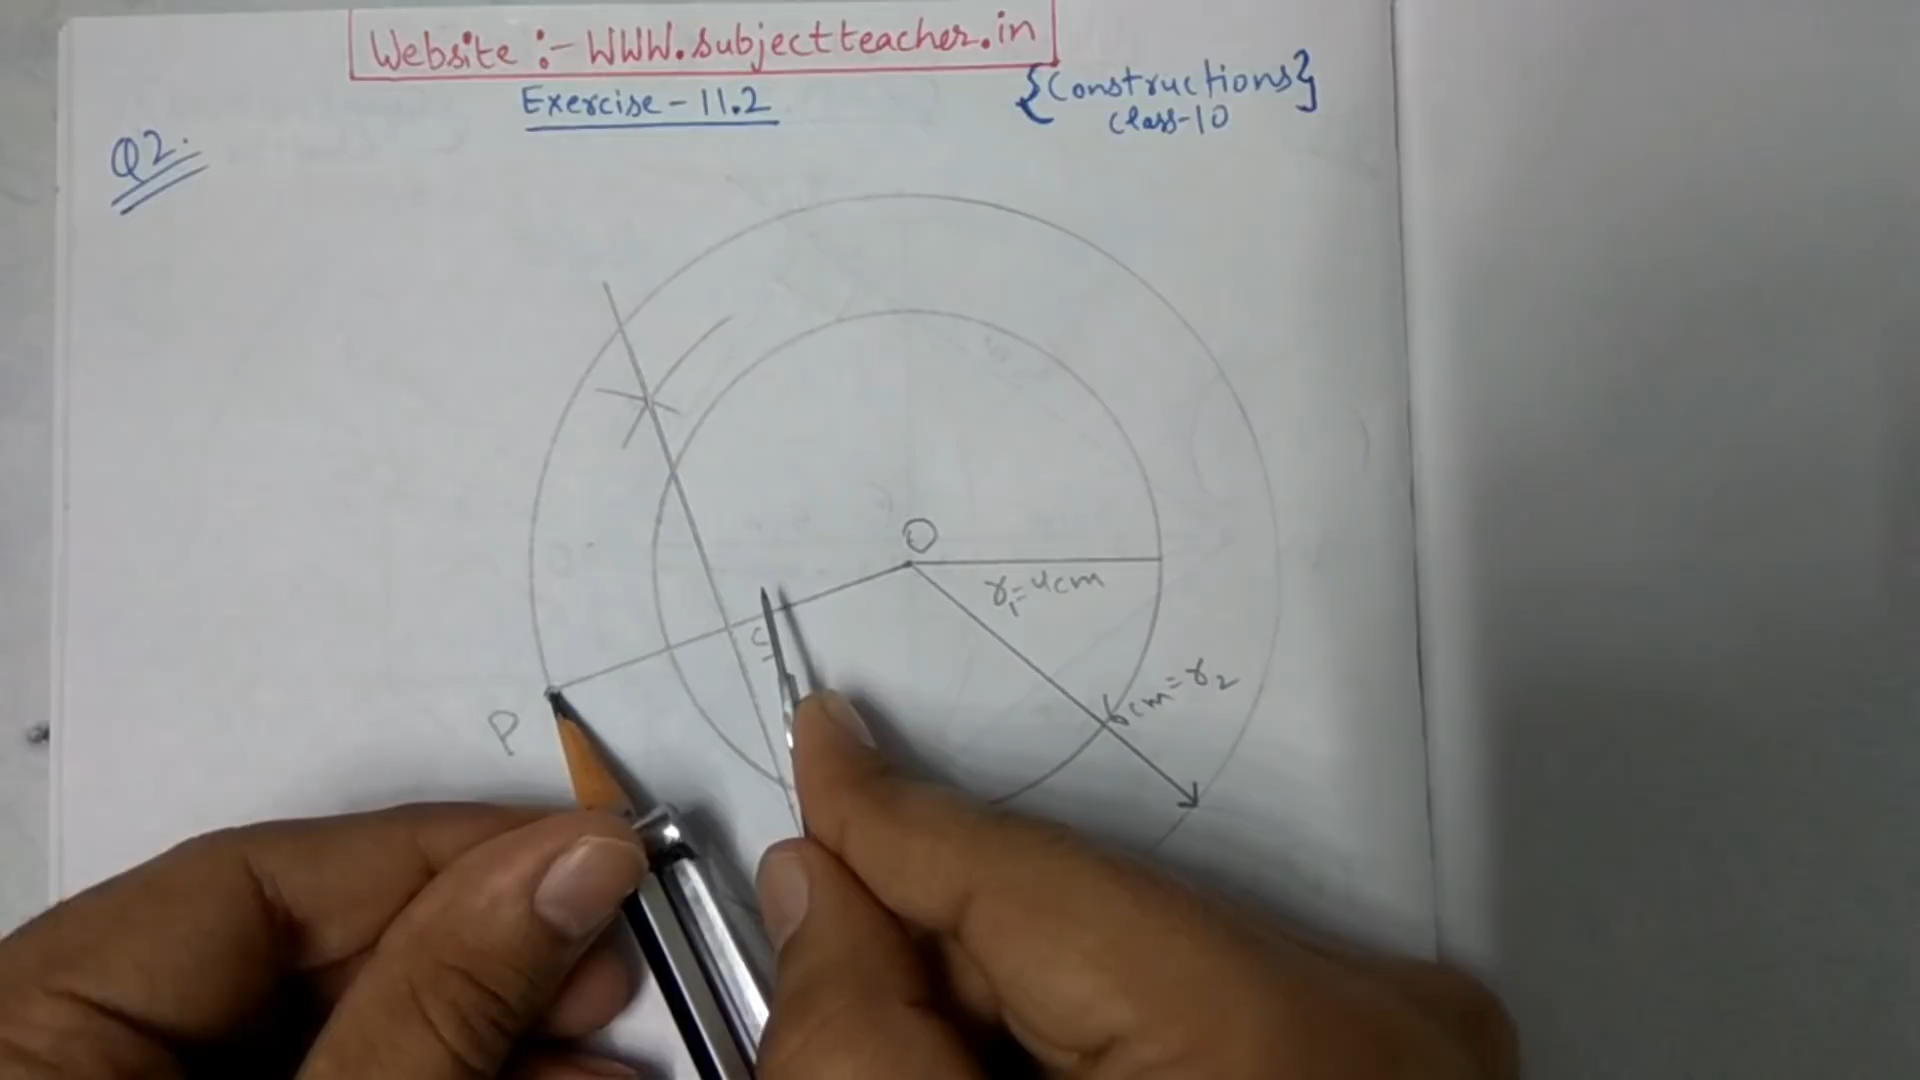 Website :- WWW.subjectteacher.in
Exercise - 11.2
{Constructions}
Class-10
Q2.
O
r₁=4cm
6cm=r₂
P